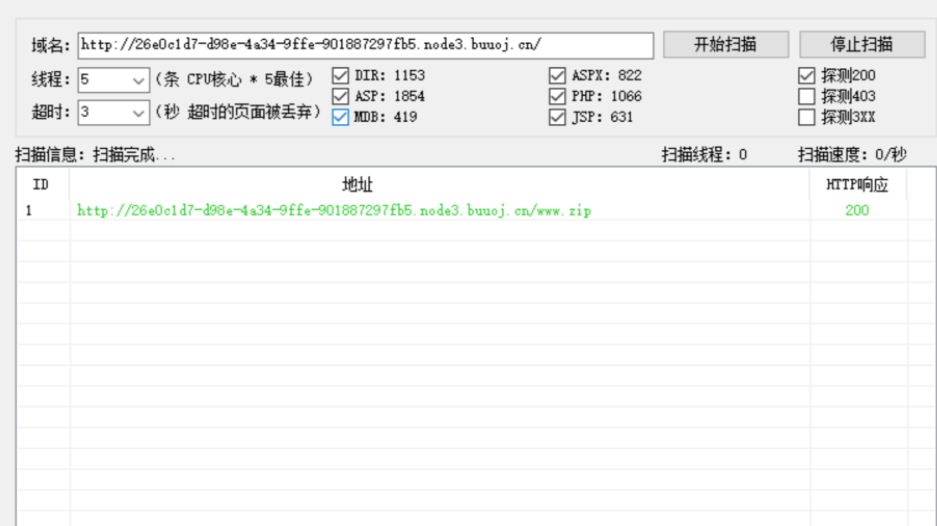 域名: http://26e0c1d7-d98e-4a34-9ffe-901887297fb5.node3.buuoj.cn/ 开始扫描 停止扫描
线程: 5 (条 CPU核心 * 5最佳) DIR: 1153 ASPX: 822 探测200
ASP: 1854 PHP: 1066 探测403
超时: 3 (秒 超时的页面被丢弃) MDB: 419 JSP: 631 探测3XX
扫描信息: 扫描完成... 扫描线程: 0 扫描速度: 0/秒
ID 地址 HTTP响应
1 http://26e0c1d7-d98e-4a34-9ffe-901887297fb5.node3.buuoj.cn/www.zip 200